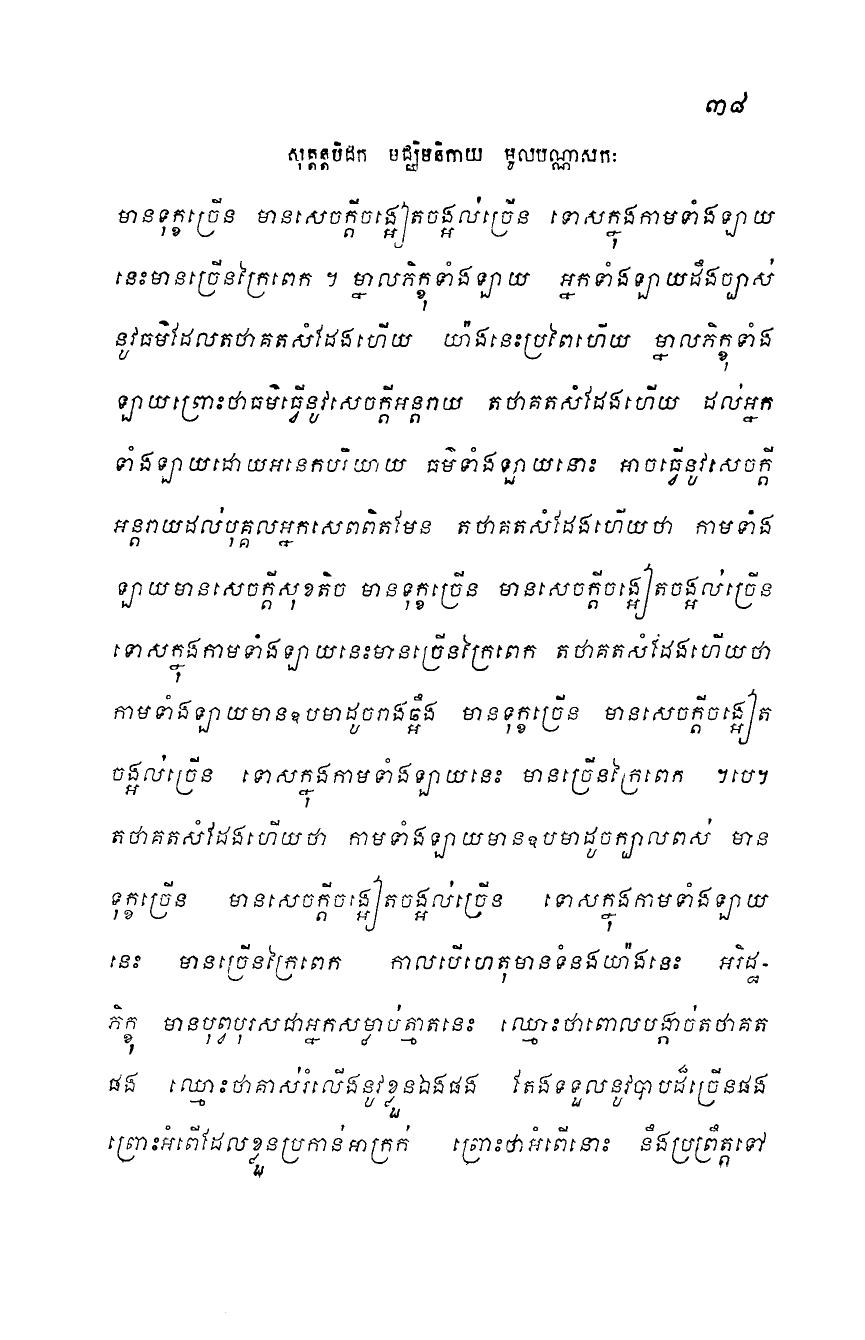 ៣៨
សុត្តន្តបិដក មជ្ឈិមនិកាយ មូលបណ្ណាសកៈ
មានទុក្ខច្រើន មានសេចក្តីចង្អៀតចង្អល់ច្រើន ទោសក្នុងកាមទាំងឡាយ
នេះមានច្រើនក្រៃពេក ។ ម្នាលភិក្ខុទាំងឡាយ អ្នកទាំងឡាយដឹងច្បាស់
នូវធម៌ដែលតថាគតសំដែងហើយ យ៉ាងនេះប្រពៃហើយ ម្នាលភិក្ខុទាំង
ឡាយព្រោះថាធម៌ធ្វើនូវសេចក្តីអន្តរាយ តថាគតសំដែងហើយ ដល់អ្នក
ទាំងឡាយដោយអនេកបរិយាយ ធម៌ទាំងឡាយនោះ អាចធ្វើនូវសេចក្តី
អន្តរាយដល់បុគ្គលអ្នកសេពពិតមែន តថាគតសំដែងហើយថា កាមទាំង
ឡាយមានសេចក្តីសុខតិច មានទុក្ខច្រើន មានសេចក្តីចង្អៀតចង្អល់ច្រើន
ទោសក្នុងកាមទាំងឡាយនេះមានច្រើនក្រៃពេក តថាគតសំដែងហើយថា
កាមទាំងឡាយមានឧបមាដូចរាងឆ្អឹង មានទុក្ខច្រើន មានសេចក្តីចង្អៀត
ចង្អល់ច្រើន ទោសក្នុងកាមទាំងឡាយនេះ មានច្រើនក្រៃពេក ។បេ។
តថាគតសំដែងហើយថា កាមទាំងឡាយមានឧបមាដូចក្បាលពស់ មាន
ទុក្ខច្រើន មានសេចក្តីចង្អៀតចង្អល់ច្រើន ទោសក្នុងកាមទាំងឡាយ
នេះ មានច្រើនក្រៃពេក កាលបើហេតុមានទំនងយ៉ាងនេះ អរិដ្ឋ-
ភិក្ខុ មានបុព្វបុរសជាអ្នកសម្លាប់ត្មាតនេះ ឈ្មោះថាពោលបង្កាច់តថាគត
ផង ឈ្មោះថាគាស់រំលើងនូវខ្លួនឯងផង តែងទទួលនូវបាបដ៏ច្រើនផង
ព្រោះអំពើដែលខ្លួនប្រកាន់អាក្រក់ ព្រោះថាអំពើនោះ នឹងប្រព្រឹត្តទៅ